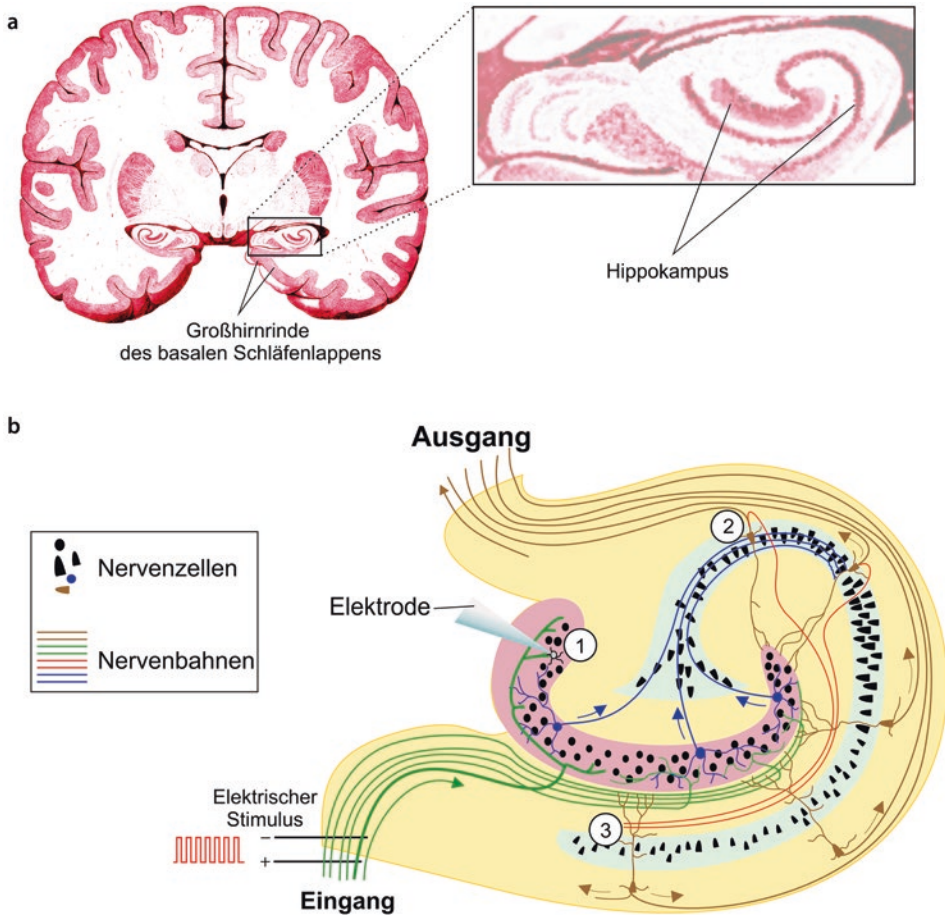 a
Hippokampus
Großhirnrinde
des basalen Schläfenlappens
b
Ausgang
Nervenzellen
Nervenbahnen
Elektrode
1
2
3
Elektrischer
Stimulus
−
+
Eingang